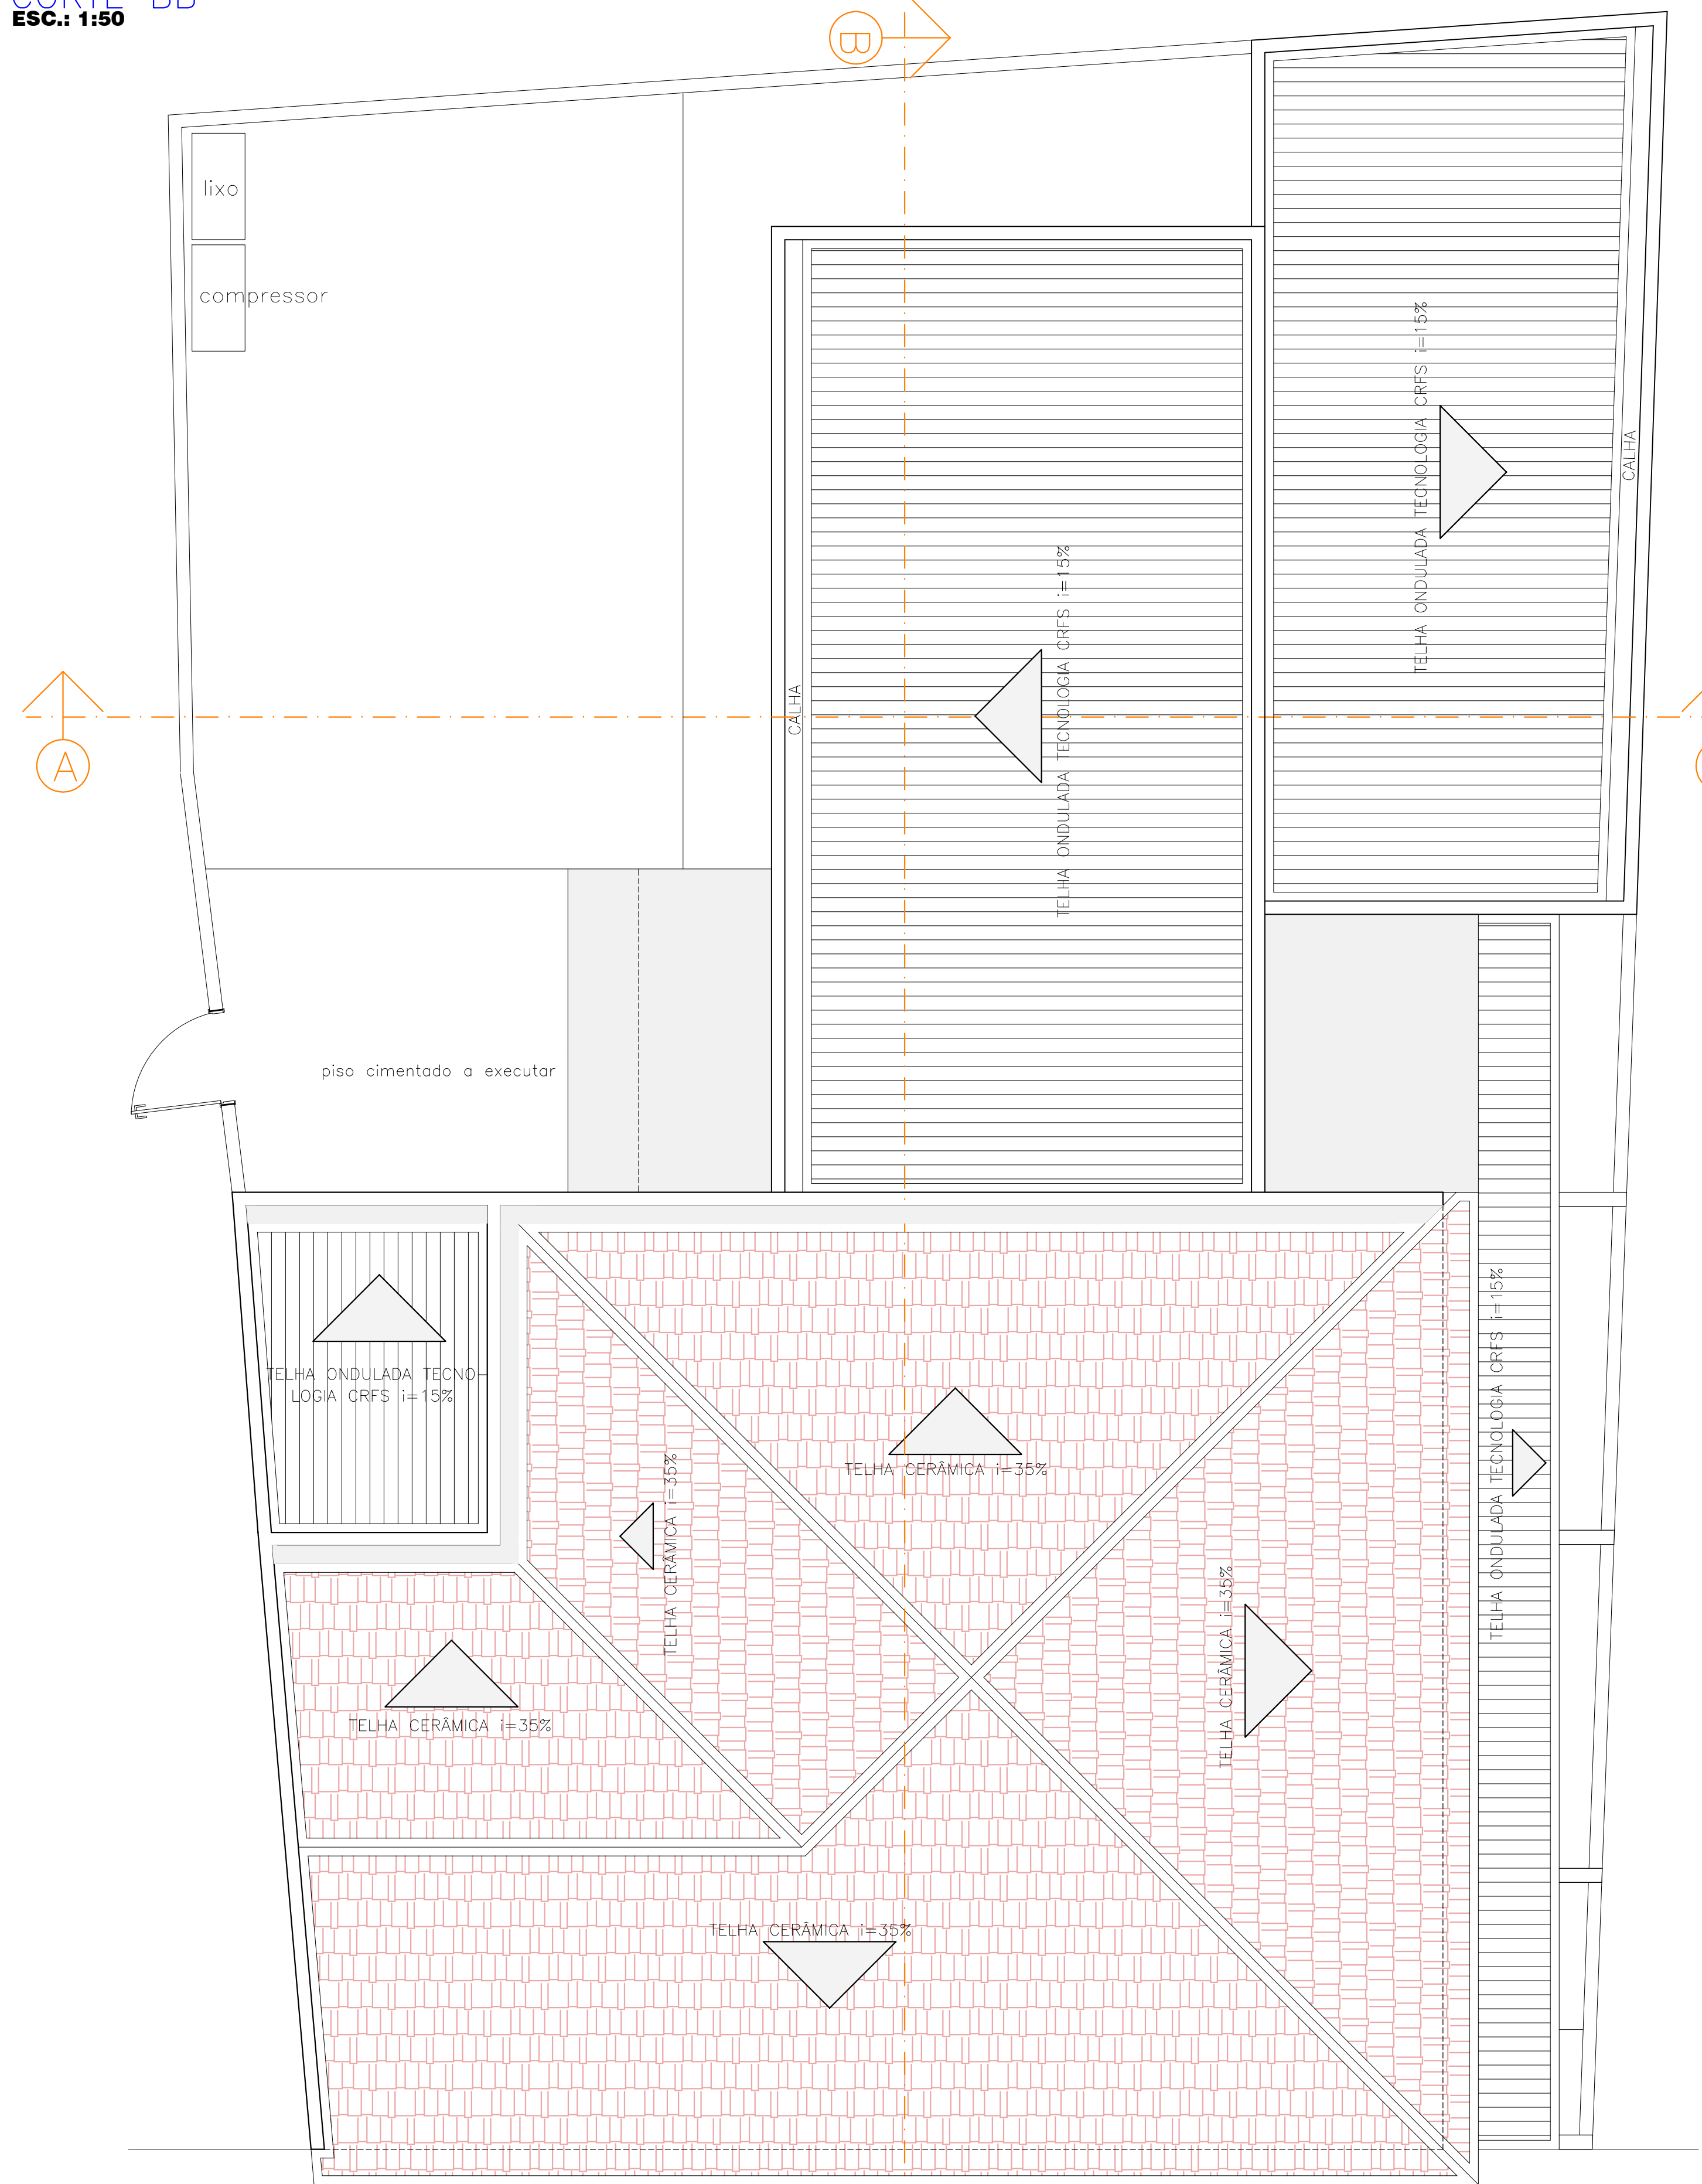 CORTE BB
ESC.: 1:50
B
lixo
compressor
TELHA ONDULADA TECNOLOGIA CRFS i=15%
CALHA
TELHA ONDULADA TECNOLOGIA CRFS i=15%
CALHA
A
piso cimentado a executar
TELHA ONDULADA TECNO
LOGIA CRFS i=15%
TELHA CERÂMICA i=35%
TELHA CERÂMICA i=35%
TELHA CERÂMICA i=35%
TELHA ONDULADA TECNOLOGIA CRFS i=15%
TELHA CERÂMICA i=35%
TELHA CERÂMICA i=35%